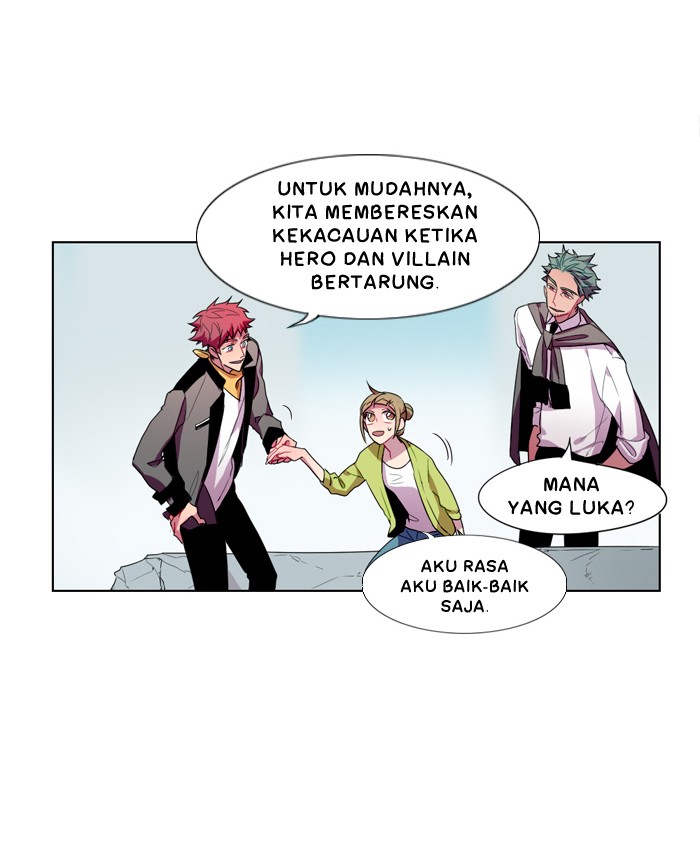 UNTUK MUDAHNYA,
KITA MEMBERESKAN
KEKACAUAN KETIKA
HERO DAN VILLAIN
BERTARUNG.
MANA
YANG LUKA?
AKU RASA
AKU BAIK-BAIK
SAJA.